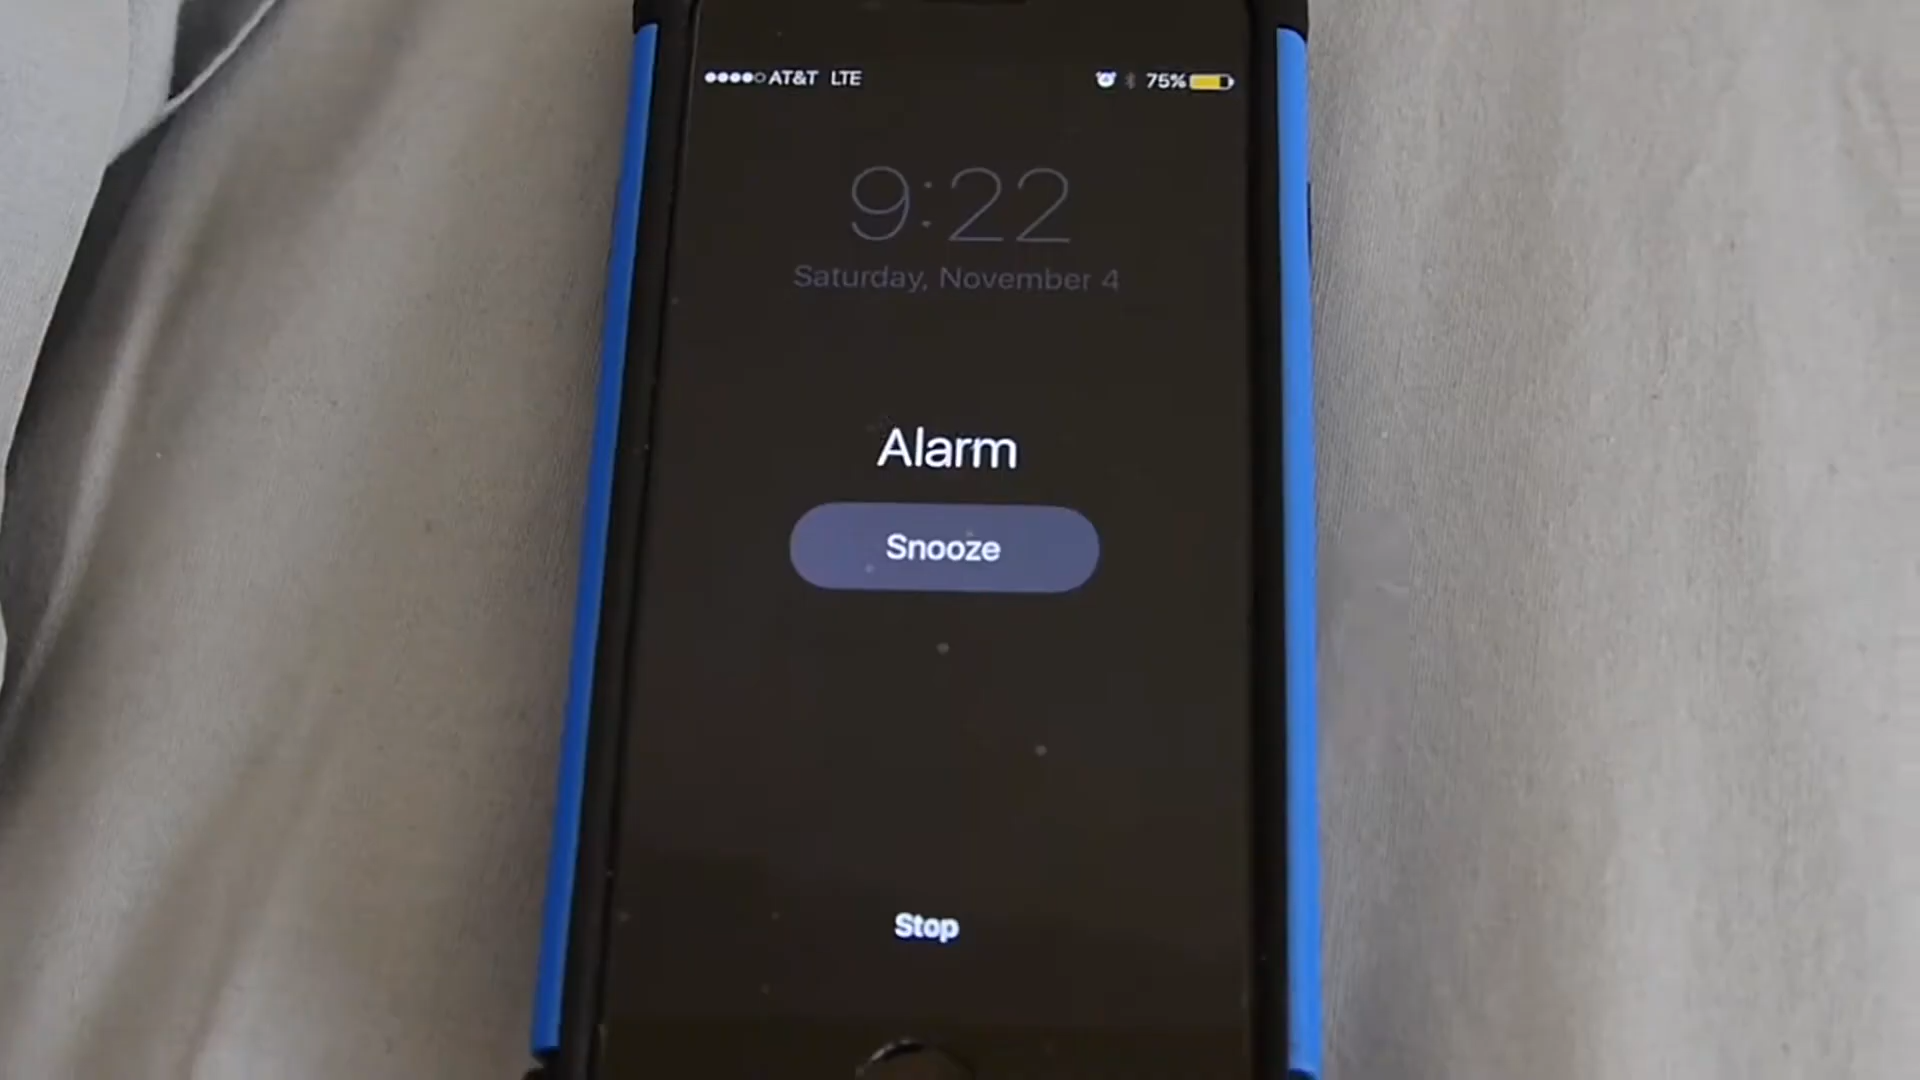 AT&T LTE 75%
9:22
Saturday, November 4
Alarm
Snooze
Stop